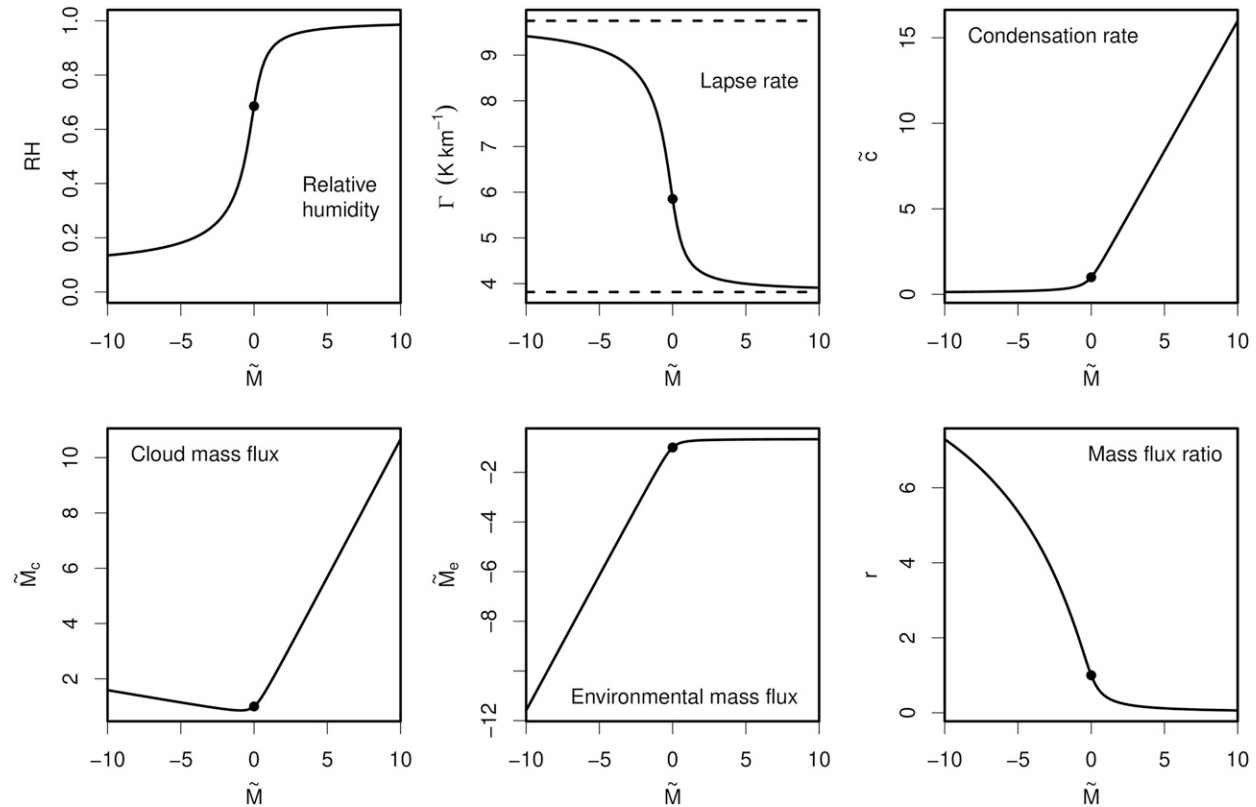 1.0
0.8
0.6
0.4
0.2
0.0
RH
Relative
humidity
−10 −5 0 5 10
M̃
9
8
7
6
5
4
Γ (K km⁻¹)
Lapse rate
−10 −5 0 5 10
M̃
15
10
5
0
c̃
Condensation rate
−10 −5 0 5 10
M̃
10
8
6
4
2
M̃c
Cloud mass flux
−10 −5 0 5 10
M̃
−2
−4
−6
−8
−12
M̃e
Environmental mass flux
−10 −5 0 5 10
M̃
6
4
2
0
r
Mass flux ratio
−10 −5 0 5 10
M̃